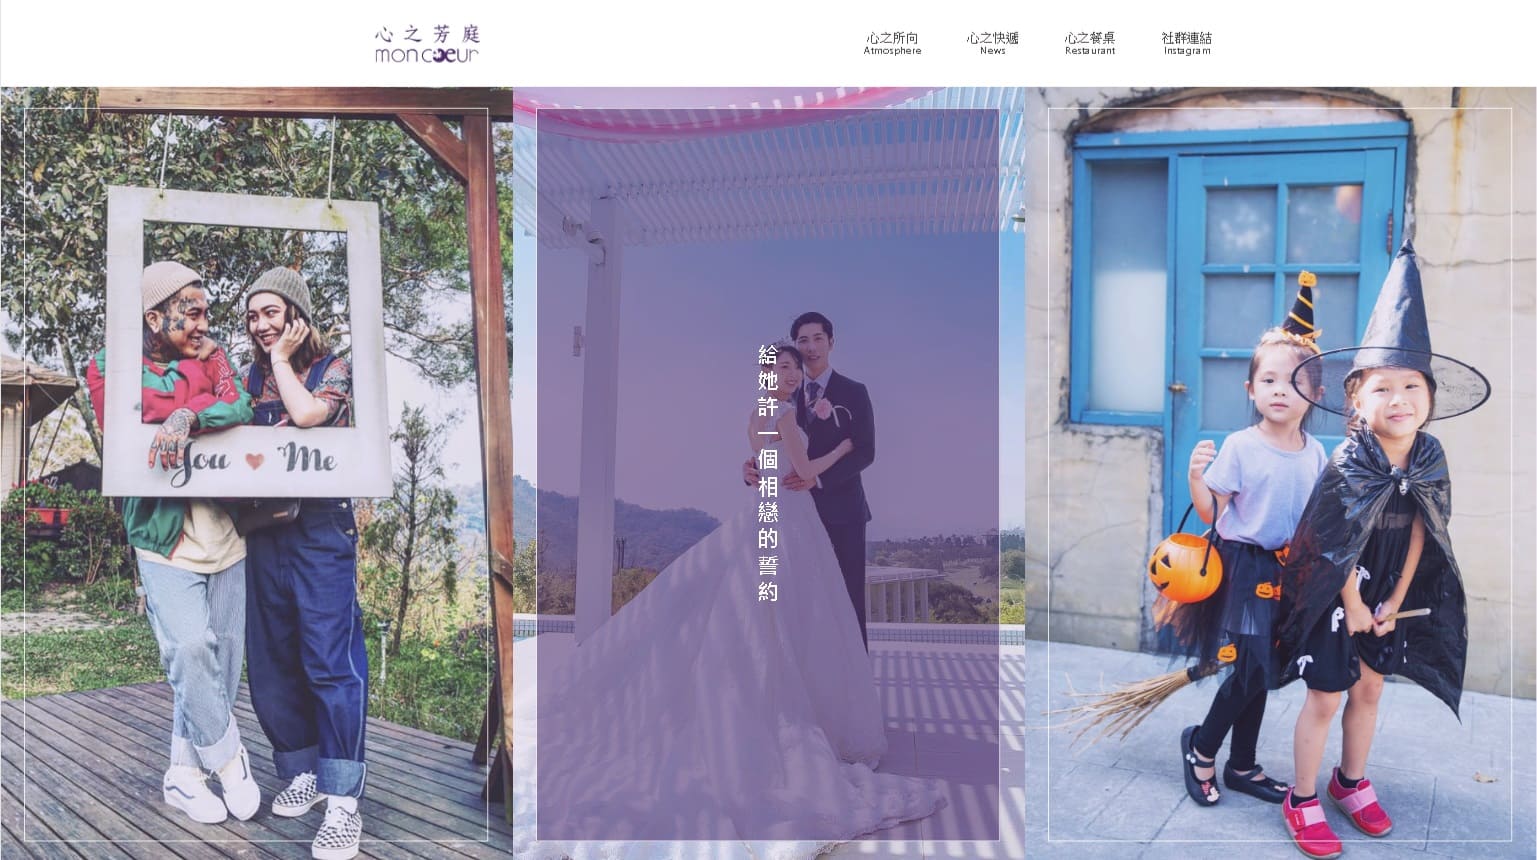 心之芳庭
mon cœur
心之所向
Atmosphere
心之快遞
News
心之餐桌
Restaurant
社群連結
Instagram
You Me
給她許一個相戀的誓約